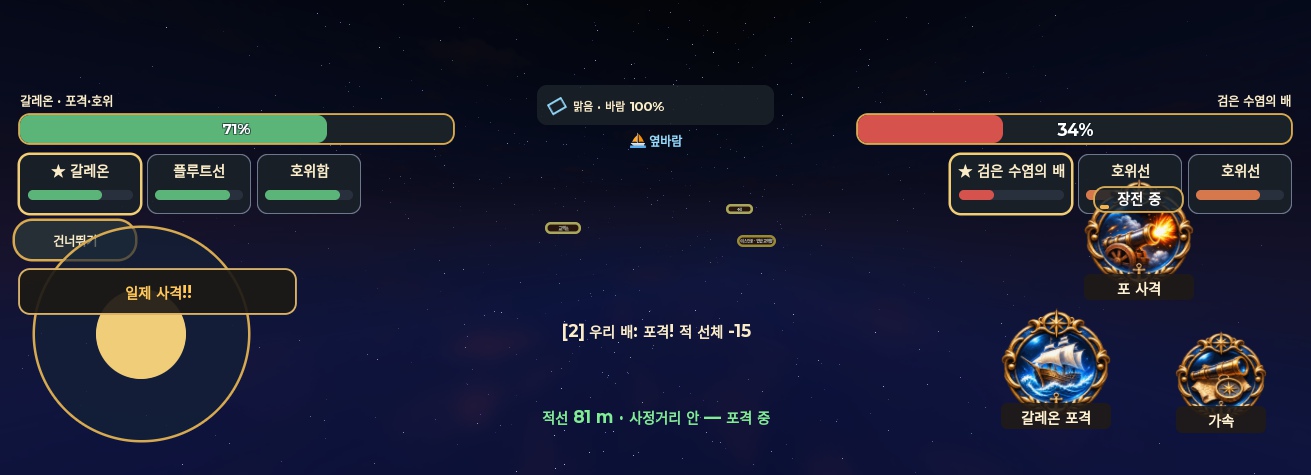 갈레온 · 포격·호위
71%
★ 갈레온
플루트선
호위함
건너뛰기
일제 사격!!
맑음 · 바람 100%
옆바람
[2] 우리 배: 포격! 적 선체 -15
적선 81 m · 사정거리 안 — 포격 중
검은 수염의 배
34%
★ 검은 수염의 배
호위선
호위선
장전 중
포 사격
갈레온 포격
가속